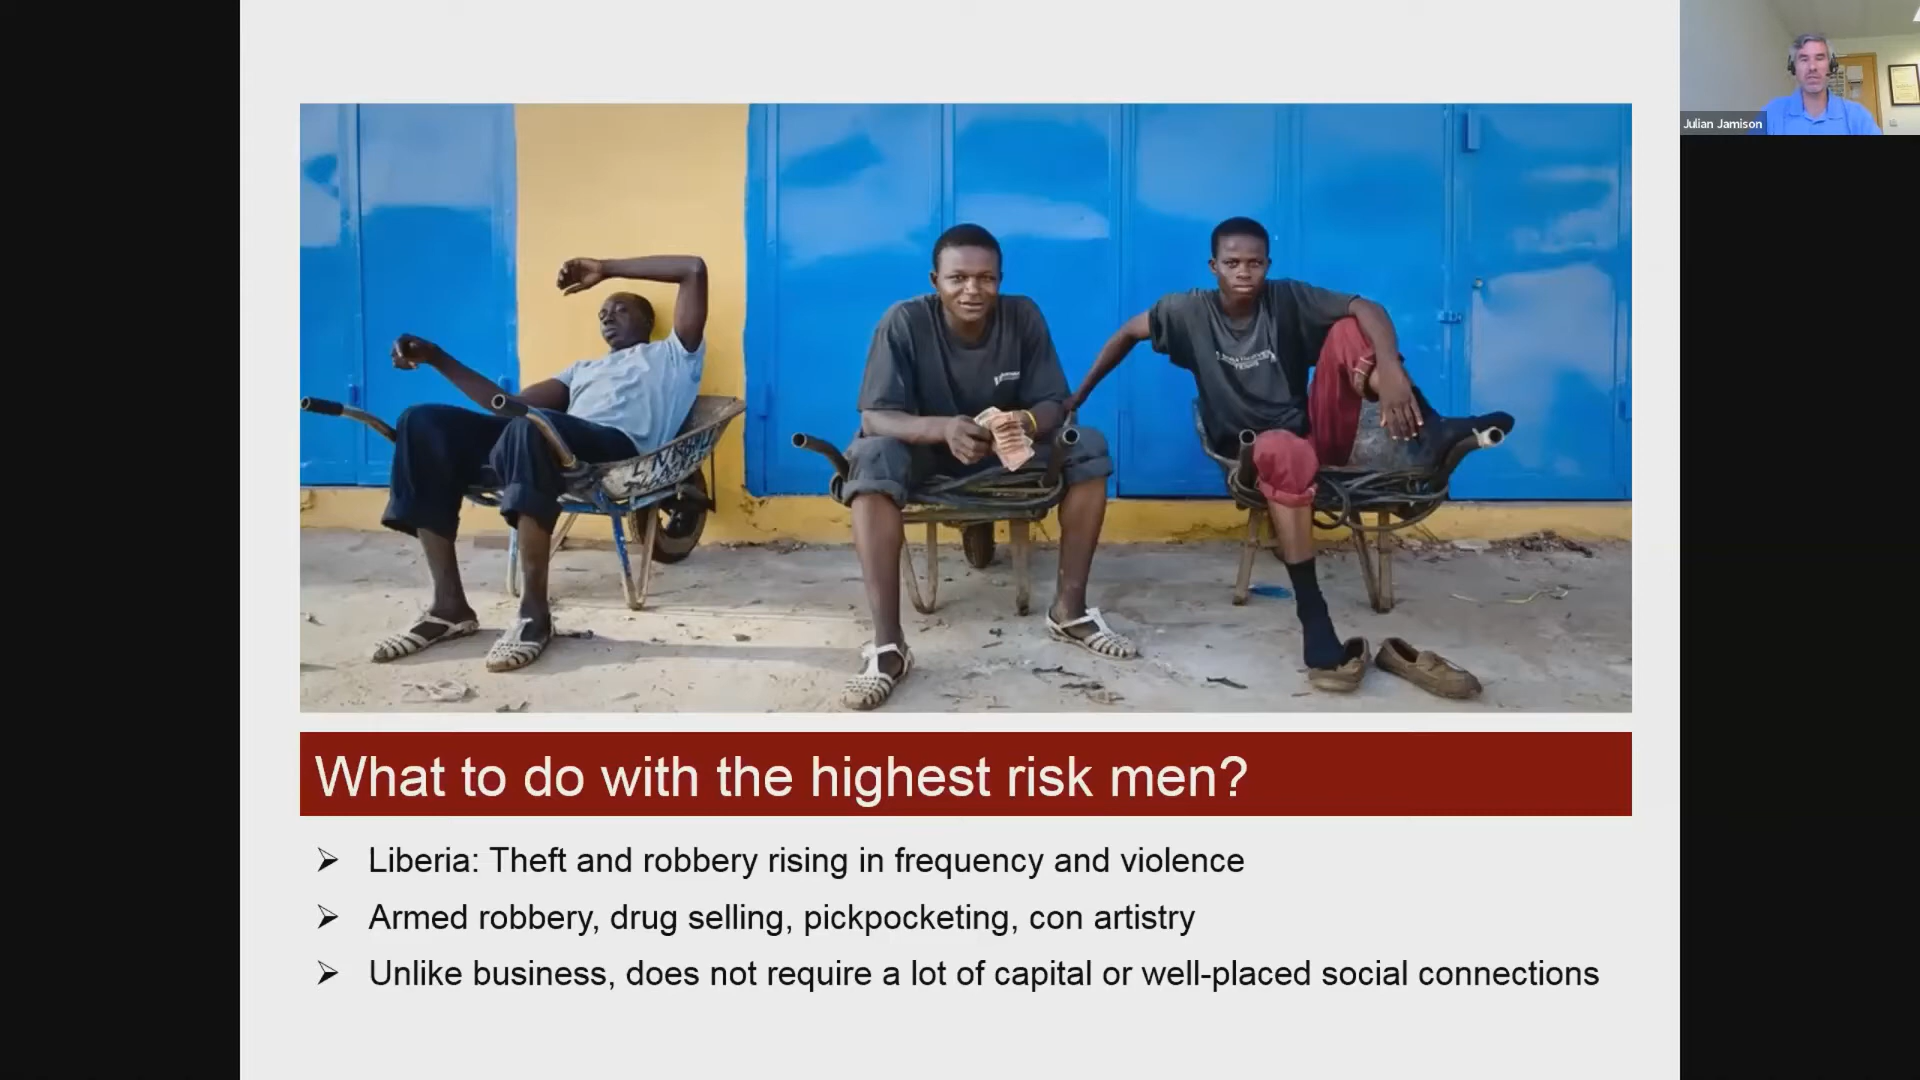 Julian Jamison
What to do with the highest risk men?
Liberia: Theft and robbery rising in frequency and violence
Armed robbery, drug selling, pickpocketing, con artistry
Unlike business, does not require a lot of capital or well-placed social connections